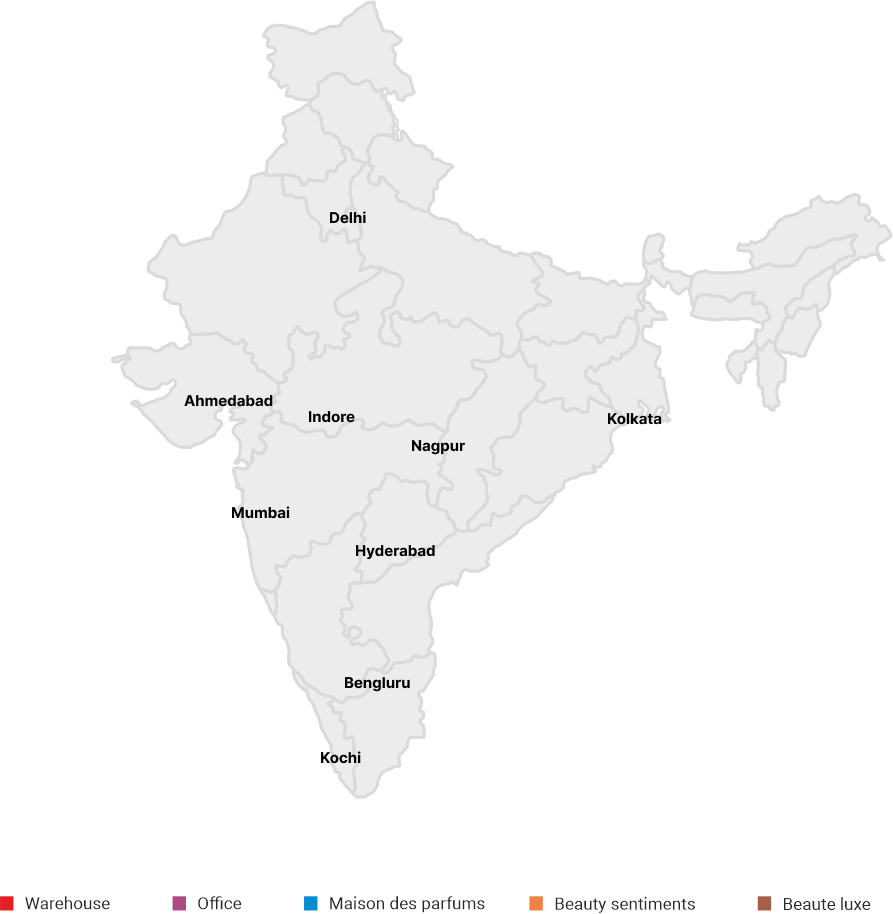 Delhi
Ahmedabad
Indore
Kolkata
Nagpur
Mumbai
Hyderabad
Bengluru
Kochi
Warehouse Office Maison des parfums Beauty sentiments Beaute luxe